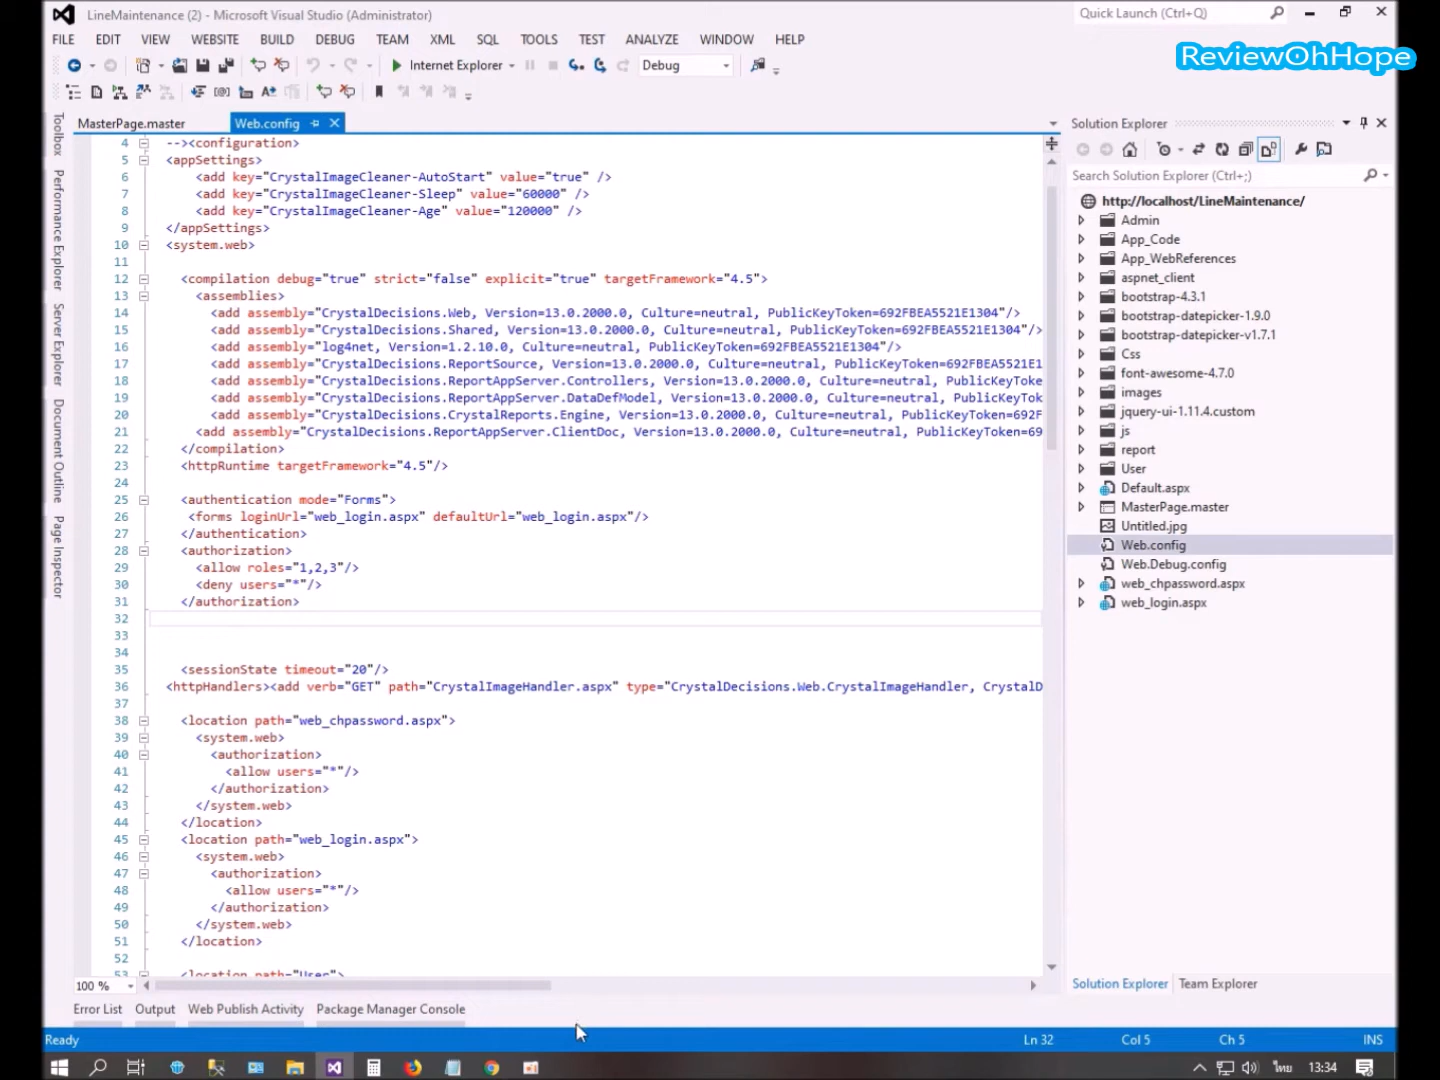 LineMaintenance (2) - Microsoft Visual Studio (Administrator)
Quick Launch (Ctrl+Q)
FILE EDIT VIEW WEBSITE BUILD DEBUG TEAM XML SQL TOOLS TEST ANALYZE WINDOW HELP
ReviewOhHope
Internet Explorer
Debug
MasterPage.master
Web.config
Toolbox
Performance Explorer
Server Explorer
Document Outline
Page Inspector
4 --><configuration>
5 <appSettings>
6 <add key="CrystalImageCleaner-AutoStart" value="true" />
7 <add key="CrystalImageCleaner-Sleep" value="60000" />
8 <add key="CrystalImageCleaner-Age" value="120000" />
9 </appSettings>
10 <system.web>
11
12 <compilation debug="true" strict="false" explicit="true" targetFramework="4.5">
13 <assemblies>
14 <add assembly="CrystalDecisions.Web, Version=13.0.2000.0, Culture=neutral, PublicKeyToken=692FBEA5521E1304"/>
15 <add assembly="CrystalDecisions.Shared, Version=13.0.2000.0, Culture=neutral, PublicKeyToken=692FBEA5521E1304"/>
16 <add assembly="log4net, Version=1.2.10.0, Culture=neutral, PublicKeyToken=692FBEA5521E1304"/>
17 <add assembly="CrystalDecisions.ReportSource, Version=13.0.2000.0, Culture=neutral, PublicKeyToken=692FBEA5521E1
18 <add assembly="CrystalDecisions.ReportAppServer.Controllers, Version=13.0.2000.0, Culture=neutral, PublicKeyToke
19 <add assembly="CrystalDecisions.ReportAppServer.DataDefModel, Version=13.0.2000.0, Culture=neutral, PublicKeyTok
20 <add assembly="CrystalDecisions.CrystalReports.Engine, Version=13.0.2000.0, Culture=neutral, PublicKeyToken=692F
21 <add assembly="CrystalDecisions.ReportAppServer.ClientDoc, Version=13.0.2000.0, Culture=neutral, PublicKeyToken=69
22 </compilation>
23 <httpRuntime targetFramework="4.5"/>
24
25 <authentication mode="Forms">
26 <forms loginUrl="web_login.aspx" defaultUrl="web_login.aspx"/>
27 </authentication>
28 <authorization>
29 <allow roles="1,2,3"/>
30 <deny users="*"/>
31 </authorization>
32
33
34
35 <sessionState timeout="20"/>
36 <httpHandlers><add verb="GET" path="CrystalImageHandler.aspx" type="CrystalDecisions.Web.CrystalImageHandler, CrystalD
37
38 <location path="web_chpassword.aspx">
39 <system.web>
40 <authorization>
41 <allow users="*"/>
42 </authorization>
43 </system.web>
44 </location>
45 <location path="web_login.aspx">
46 <system.web>
47 <authorization>
48 <allow users="*"/>
49 </authorization>
50 </system.web>
51 </location>
52
53 <location path="User">
100 %
Solution Explorer
Search Solution Explorer (Ctrl+;)
http://localhost/LineMaintenance/
Admin
App_Code
App_WebReferences
aspnet_client
bootstrap-4.3.1
bootstrap-datepicker-1.9.0
bootstrap-datepicker-v1.7.1
Css
font-awesome-4.7.0
images
jquery-ui-1.11.4.custom
js
report
User
Default.aspx
MasterPage.master
Untitled.jpg
Web.config
Web.Debug.config
web_chpassword.aspx
web_login.aspx
Solution Explorer Team Explorer
Error List Output Web Publish Activity Package Manager Console
Ready Ln 32 Col 5 Ch 5 INS
ไทย 13:34